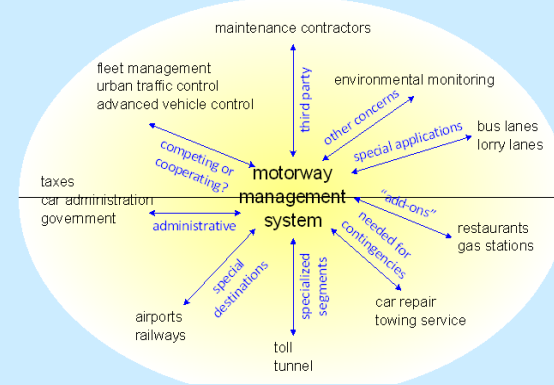 maintenance contractors
fleet management
urban traffic control
advanced vehicle control
environmental monitoring
third party
other concerns
special applications
bus lanes
lorry lanes
competing or
cooperating?
motorway
management
system
taxes
car administration
government
administrative
"add-ons"
restaurants
gas stations
needed for
contingencies
special
destinations
specialized
segments
airports
railways
car repair
towing service
toll
tunnel